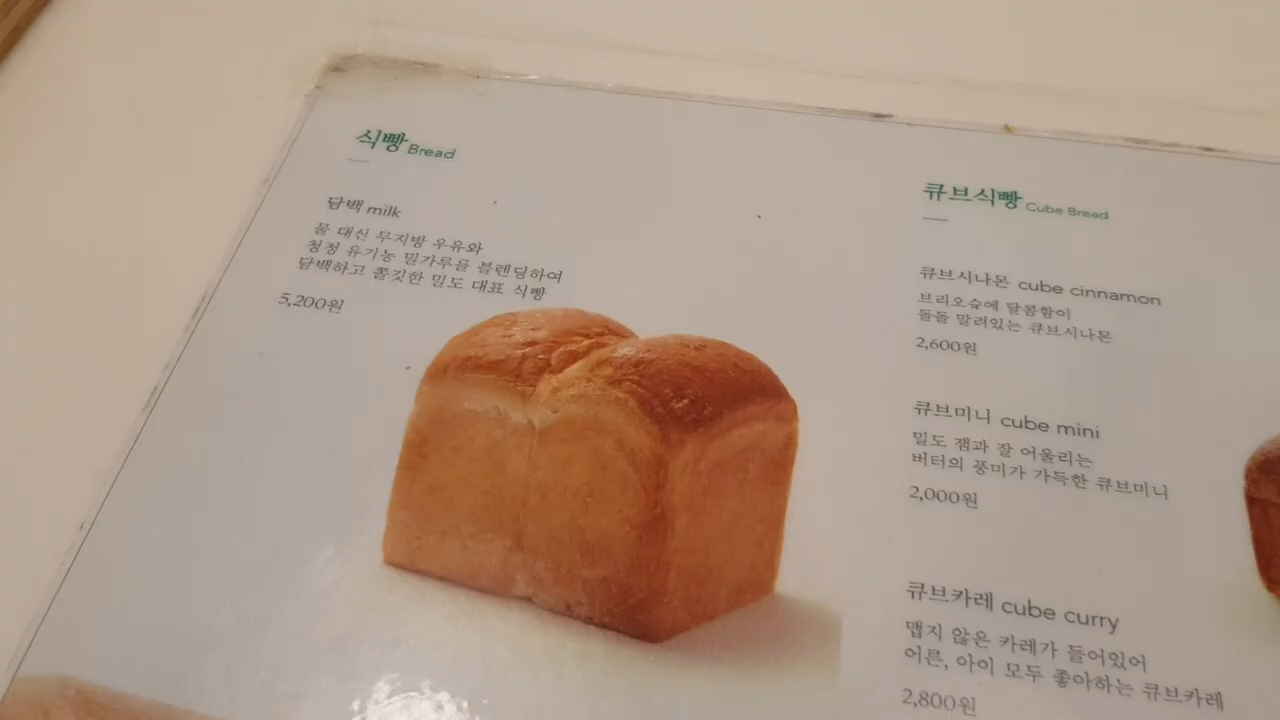 식빵 Bread
담백 milk
물 대신 무지방 우유와
청정 유기농 밀가루를 블렌딩하여
담백하고 쫄깃한 밀도 대표 식빵
5,200원
큐브식빵 Cube Bread
큐브시나몬 cube cinnamon
브리오슈에 달콤함이
돌돌 말려있는 큐브시나몬
2,600원
큐브미니 cube mini
밀도 잼과 잘 어울리는
버터의 풍미가 가득한 큐브미니
2,000원
큐브카레 cube curry
맵지 않은 카레가 들어있어
어른, 아이 모두 좋아하는 큐브카레
2,800원